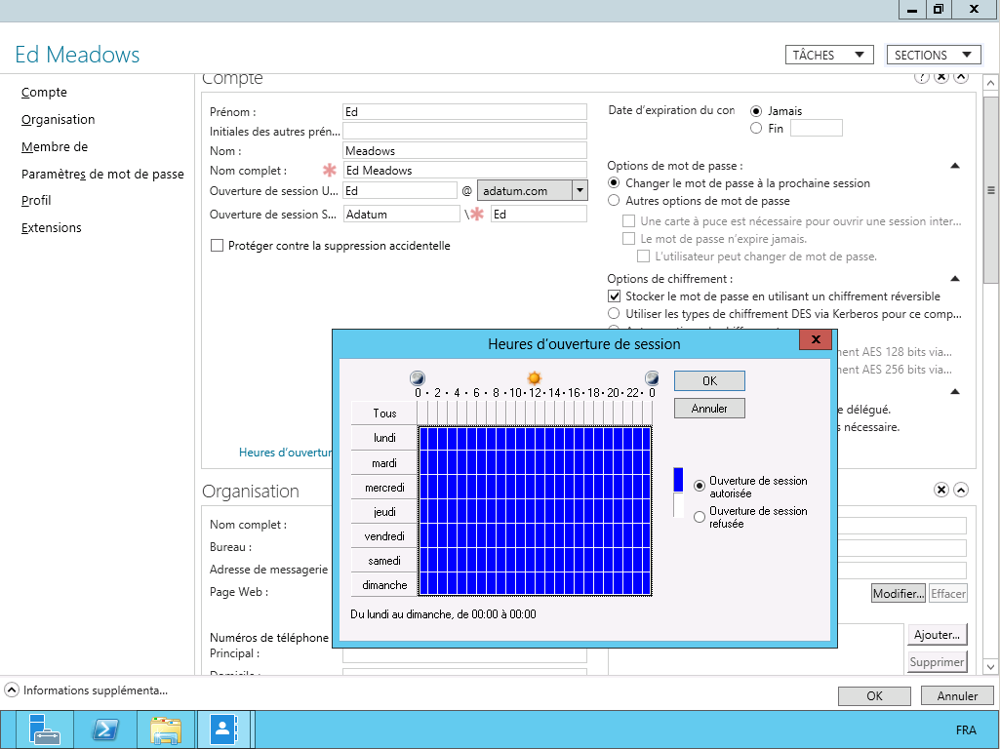 Ed Meadows
TÂCHES
SECTIONS
Compte
Organisation
Membre de
Paramètres de mot de passe
Profil
Extensions
Compte
Prénom :
Ed
Initiales des autres prén...
Nom :
Meadows
Nom complet :
Ed Meadows
Ouverture de session U...
Ed
@
adatum.com
Ouverture de session S...
Adatum
\
Ed
Protéger contre la suppression accidentelle
Date d'expiration du con
Jamais
Fin
Options de mot de passe :
Changer le mot de passe à la prochaine session
Autres options de mot de passe
Une carte à puce est nécessaire pour ouvrir une session inter...
Le mot de passe n'expire jamais.
L'utilisateur peut changer de mot de passe.
Options de chiffrement :
Stocker le mot de passe en utilisant un chiffrement réversible
Utiliser les types de chiffrement DES via Kerberos pour ce comp...
ment AES 128 bits via...
ment AES 256 bits via...
e délégué.
s nécessaire.
Heures d'ouvertur
Heures d'ouverture de session
0 · 2 · 4 · 6 · 8 · 10 · 12 · 14 · 16 · 18 · 20 · 22 · 0
Tous
lundi
mardi
mercredi
jeudi
vendredi
samedi
dimanche
Du lundi au dimanche, de 00:00 à 00:00
OK
Annuler
Ouverture de session
autorisée
Ouverture de session
refusée
Organisation
Nom complet :
Bureau :
Adresse de messagerie
Page Web :
Modifier...
Effacer
Numéros de téléphone
Principal :
Ajouter...
Supprimer
Informations supplémenta...
OK
Annuler
FRA